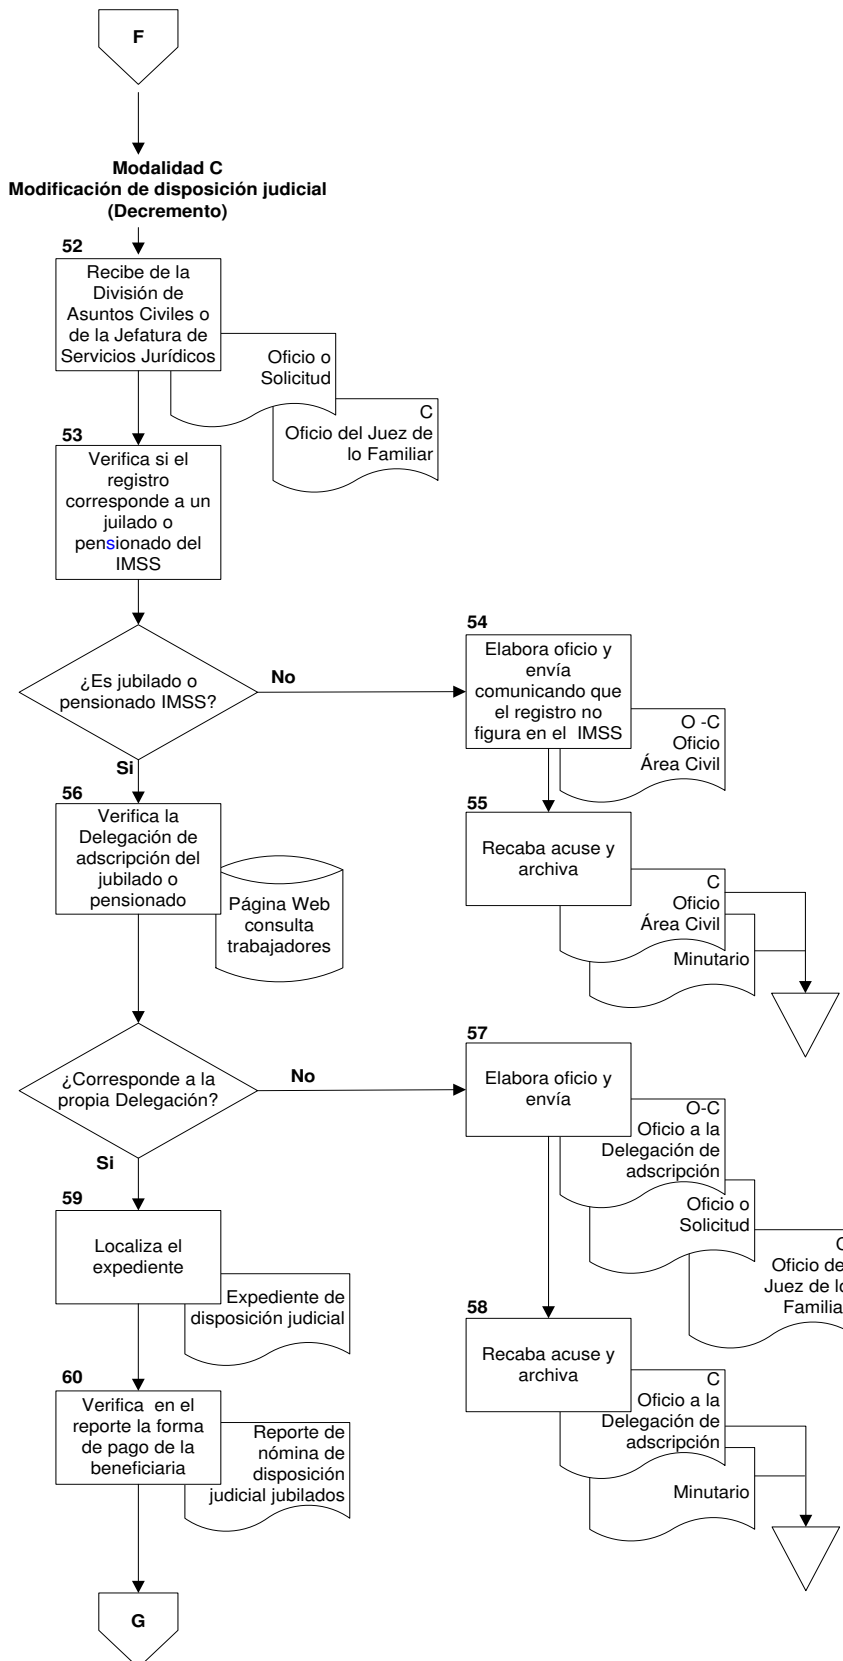 F
Modalidad C
Modificación de disposición judicial
(Decremento)
52
Recibe de la
División de
Asuntos Civiles o
de la Jefatura de
Servicios Jurídicos
Oficio o
Solicitud
C
Oficio del Juez de
lo Familiar
53
Verifica si el
registro
corresponde a un
juilado o
pensionado del
IMSS
¿Es jubilado o
pensionado IMSS?
No
Si
54
Elabora oficio y
envía
comunicando que
el registro no
figura en el IMSS
O -C
Oficio
Área Civil
55
Recaba acuse y
archiva
C
Oficio
Área Civil
Minutario
56
Verifica la
Delegación de
adscripción del
jubilado o
pensionado
Página Web
consulta
trabajadores
¿Corresponde a la
propia Delegación?
No
Si
57
Elabora oficio y
envía
O-C
Oficio a la
Delegación de
adscripción
Oficio o
Solicitud
C
Oficio de
Juez de lo
Familia
58
Recaba acuse y
archiva
C
Oficio a la
Delegación de
adscripción
Minutario
59
Localiza el
expediente
Expediente de
disposición judicial
60
Verifica en el
reporte la forma
de pago de la
beneficiaria
Reporte de
nómina de
disposición
judicial jubilados
G